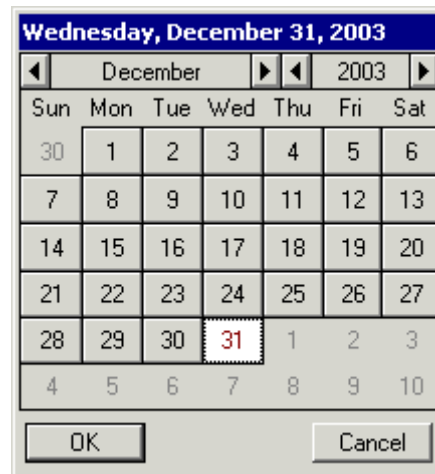 Wednesday, December 31, 2003
December 2003
Sun Mon Tue Wed Thu Fri Sat
30 1 2 3 4 5 6
7 8 9 10 11 12 13
14 15 16 17 18 19 20
21 22 23 24 25 26 27
28 29 30 31 1 2 3
4 5 6 7 8 9 10
OK Cancel